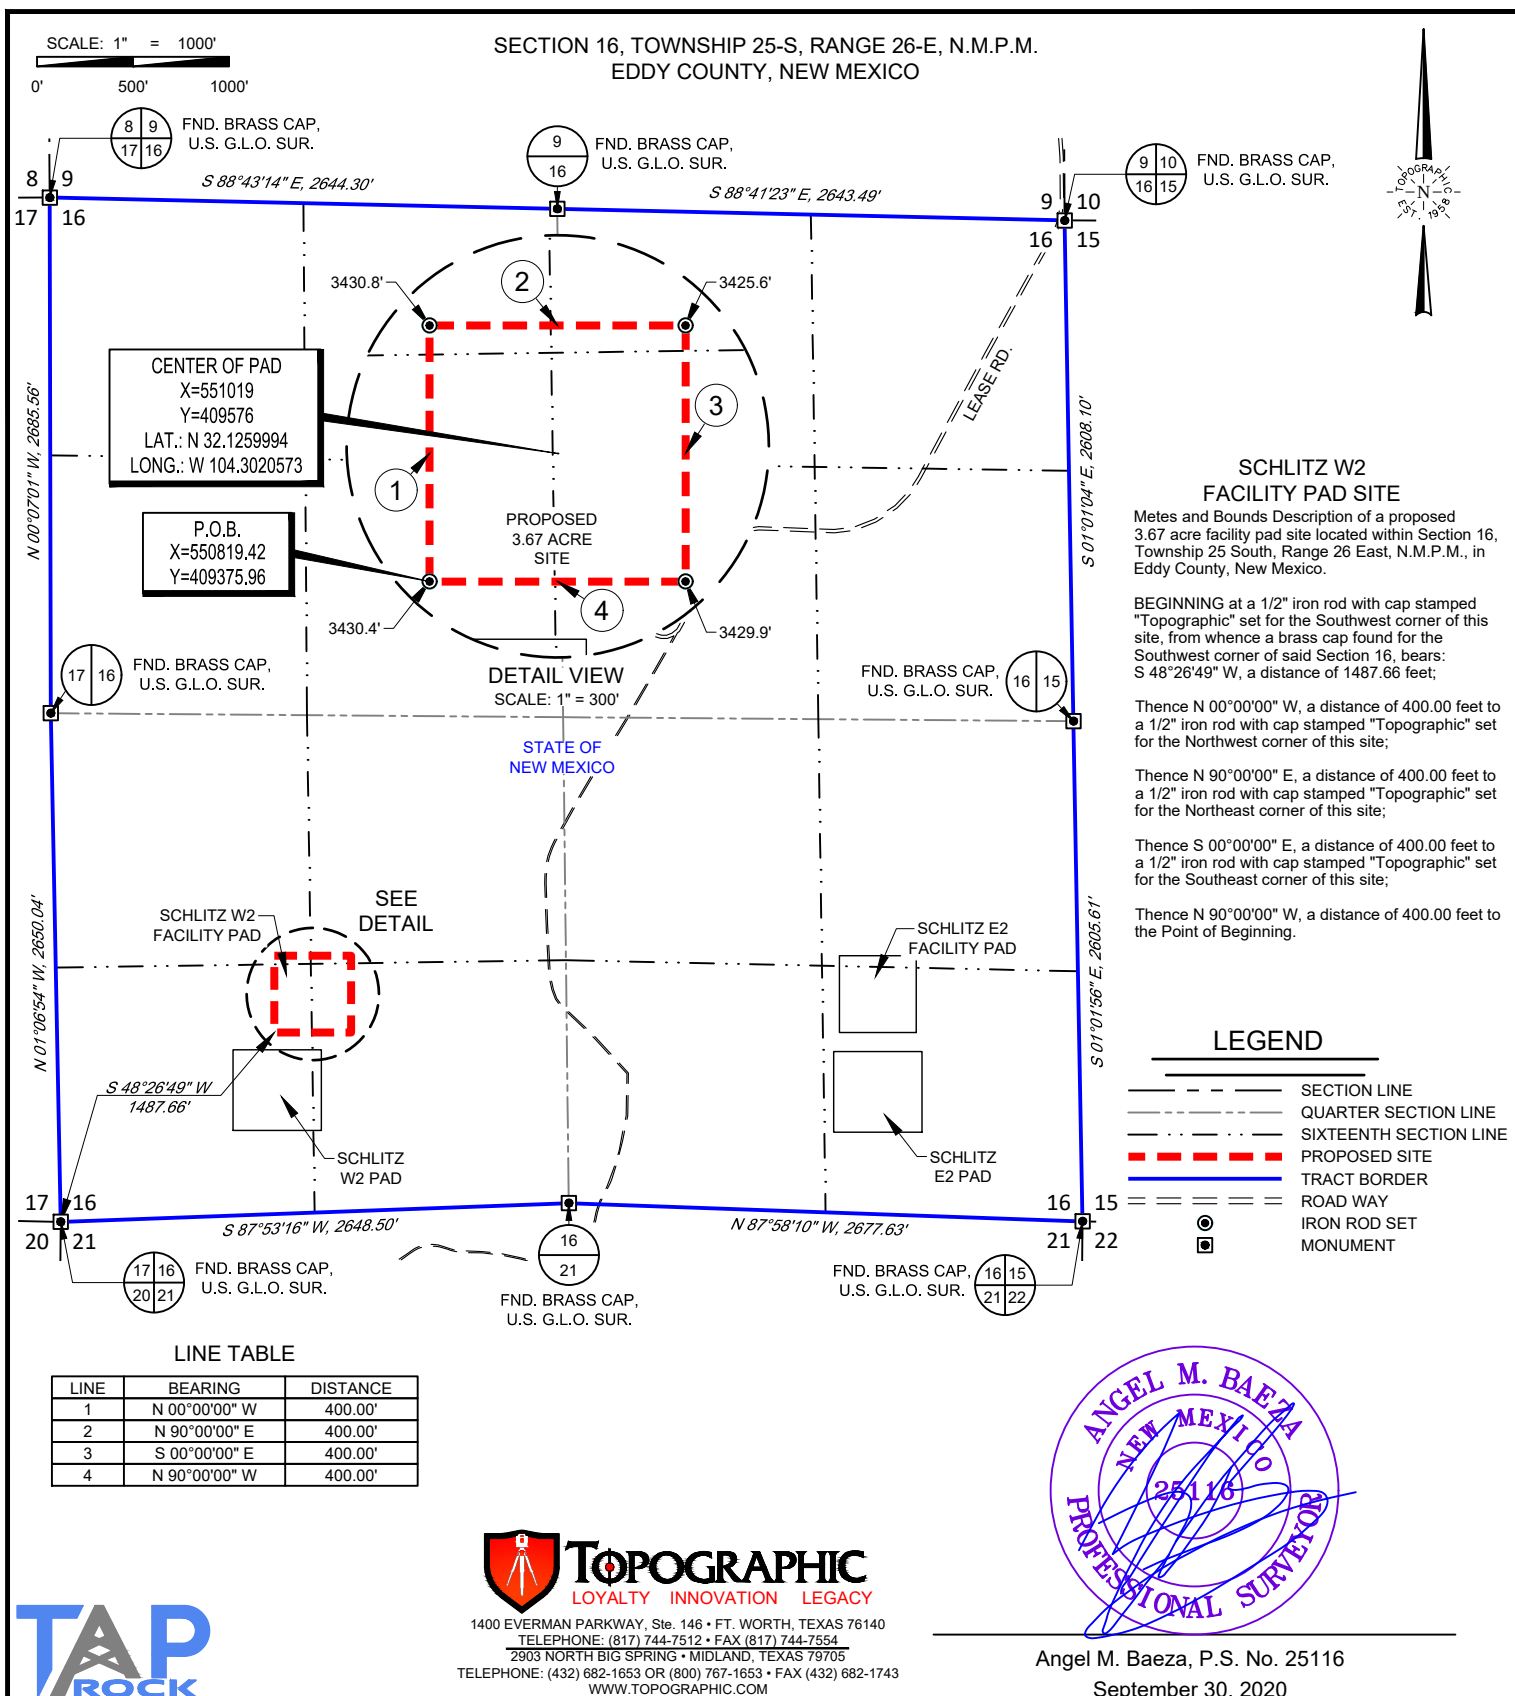 SCALE: 1" = 1000'
0' 500' 1000'
SECTION 16, TOWNSHIP 25-S, RANGE 26-E, N.M.P.M.
EDDY COUNTY, NEW MEXICO
8 9
17 16
FND. BRASS CAP,
U.S. G.L.O. SUR.
9
16
FND. BRASS CAP,
U.S. G.L.O. SUR.
9 10
16 15
FND. BRASS CAP,
U.S. G.L.O. SUR.
TOPOGRAPHIC
N
EST. 1958
8 9
17 16
S 88°43'14" E, 2644.30'
S 88°41'23" E, 2643.49'
9 10
16 15
3430.8'
2
3425.6'
CENTER OF PAD
X=551019
Y=409576
LAT.: N 32.1259994
LONG.: W 104.3020573
N 00°07'01" W, 2685.56'
1
3
LEASE RD.
S 01°01'04" E, 2608.10'
P.O.B.
X=550819.42
Y=409375.96
PROPOSED
3.67 ACRE
SITE
4
3430.4'
3429.9'
DETAIL VIEW
SCALE: 1" = 300'
17 16
FND. BRASS CAP,
U.S. G.L.O. SUR.
FND. BRASS CAP,
U.S. G.L.O. SUR.
16 15
STATE OF
NEW MEXICO
SCHLITZ W2
FACILITY PAD SITE
Metes and Bounds Description of a proposed
3.67 acre facility pad site located within Section 16,
Township 25 South, Range 26 East, N.M.P.M., in
Eddy County, New Mexico.
BEGINNING at a 1/2" iron rod with cap stamped
"Topographic" set for the Southwest corner of this
site, from whence a brass cap found for the
Southwest corner of said Section 16, bears:
S 48°26'49" W, a distance of 1487.66 feet;
Thence N 00°00'00" W, a distance of 400.00 feet to
a 1/2" iron rod with cap stamped "Topographic" set
for the Northwest corner of this site;
Thence N 90°00'00" E, a distance of 400.00 feet to
a 1/2" iron rod with cap stamped "Topographic" set
for the Northeast corner of this site;
Thence S 00°00'00" E, a distance of 400.00 feet to
a 1/2" iron rod with cap stamped "Topographic" set
for the Southeast corner of this site;
Thence N 90°00'00" W, a distance of 400.00 feet to
the Point of Beginning.
N 01°06'54" W, 2650.04'
SCHLITZ W2
FACILITY PAD
SEE
DETAIL
SCHLITZ E2
FACILITY PAD
S 01°01'56" E, 2605.61'
S 48°26'49" W
1487.66'
SCHLITZ
W2 PAD
SCHLITZ
E2 PAD
17 16
20 21
S 87°53'16" W, 2648.50'
N 87°58'10" W, 2677.63'
16 15
21 22
17 16
20 21
FND. BRASS CAP,
U.S. G.L.O. SUR.
16
21
FND. BRASS CAP,
U.S. G.L.O. SUR.
FND. BRASS CAP,
U.S. G.L.O. SUR.
16 15
21 22
LEGEND
SECTION LINE
QUARTER SECTION LINE
SIXTEENTH SECTION LINE
PROPOSED SITE
TRACT BORDER
ROAD WAY
IRON ROD SET
MONUMENT
LINE TABLE
LINE BEARING DISTANCE
1 N 00°00'00" W 400.00'
2 N 90°00'00" E 400.00'
3 S 00°00'00" E 400.00'
4 N 90°00'00" W 400.00'
TAP
ROCK
TOPOGRAPHIC
LOYALTY INNOVATION LEGACY
1400 EVERMAN PARKWAY, Ste. 146 • FT. WORTH, TEXAS 76140
TELEPHONE: (817) 744-7512 • FAX (817) 744-7554
2903 NORTH BIG SPRING • MIDLAND, TEXAS 79705
TELEPHONE: (432) 682-1653 OR (800) 767-1653 • FAX (432) 682-1743
WWW.TOPOGRAPHIC.COM
ANGEL M. BAEZA
NEW MEXICO
25116
PROFESSIONAL SURVEYOR
Angel M. Baeza, P.S. No. 25116
September 30, 2020